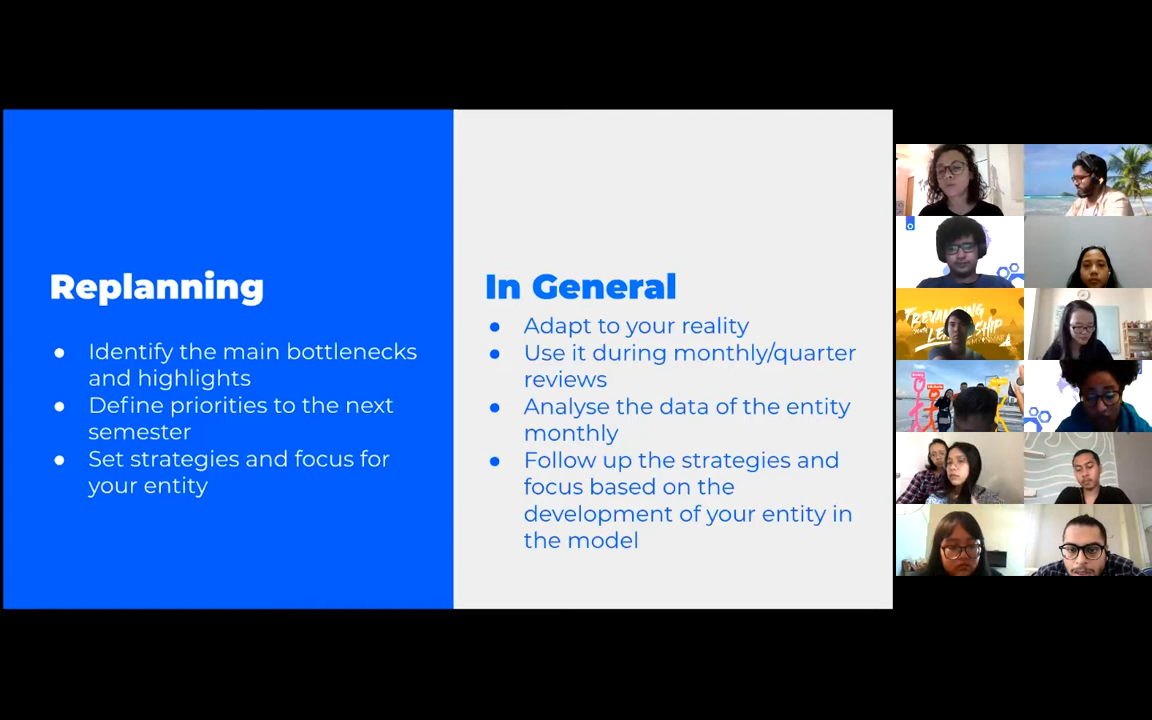 Replanning
● Identify the main bottlenecks
and highlights
● Define priorities to the next
semester
● Set strategies and focus for
your entity
In General
● Adapt to your reality
● Use it during monthly/quarter
reviews
● Analyse the data of the entity
monthly
● Follow up the strategies and
focus based on the
development of your entity in
the model